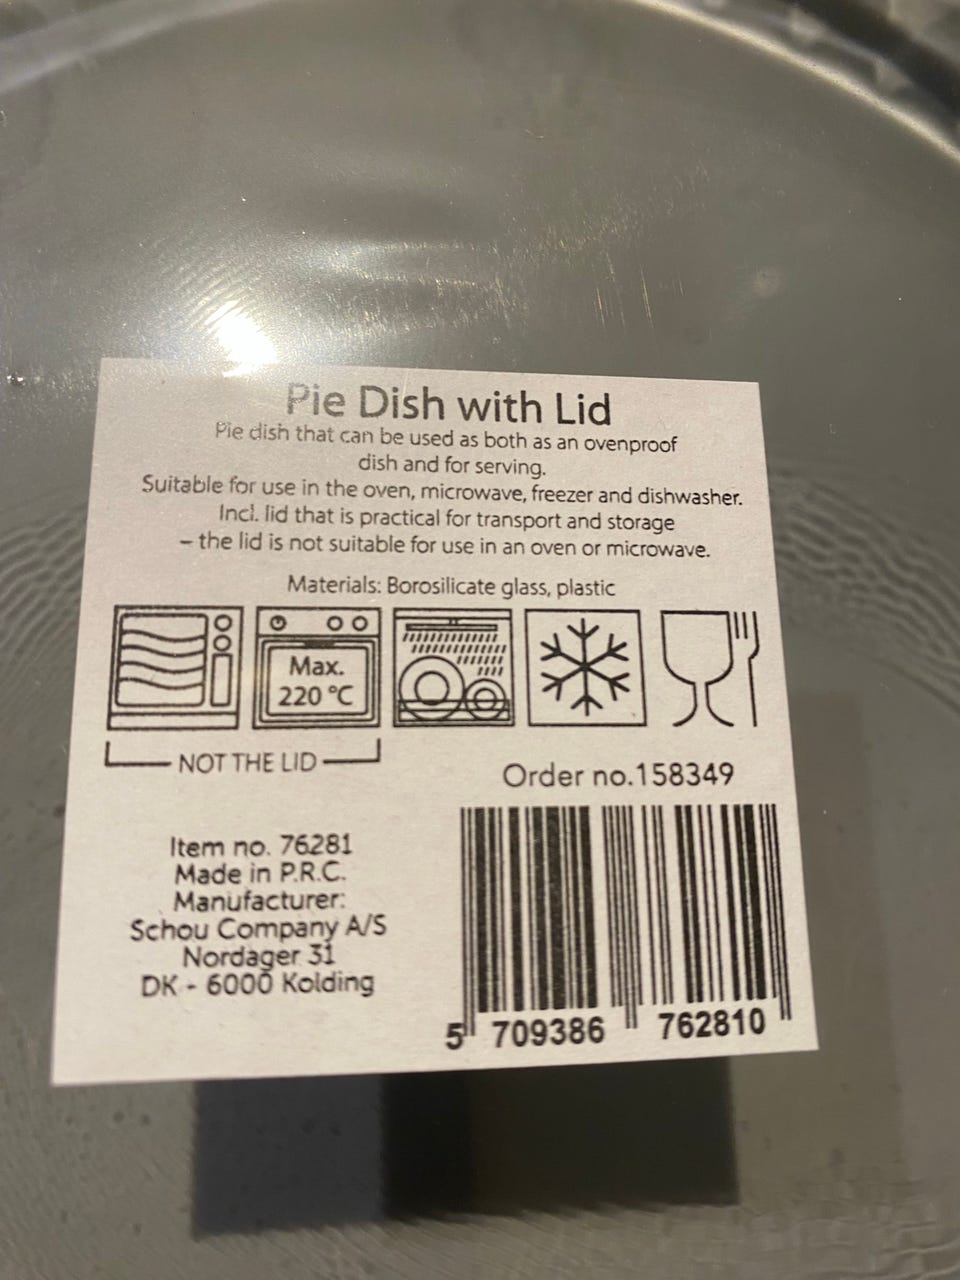 Pie Dish with Lid
Pie dish that can be used as both as an ovenproof
dish and for serving.
Suitable for use in the oven, microwave, freezer and dishwasher.
Incl. lid that is practical for transport and storage
– the lid is not suitable for use in an oven or microwave.
Materials: Borosilicate glass, plastic
Max.
220 °C
NOT THE LID
Order no.158349
Item no. 76281
Made in P.R.C.
Manufacturer:
Schou Company A/S
Nordager 31
DK - 6000 Kolding
5 709386 762810